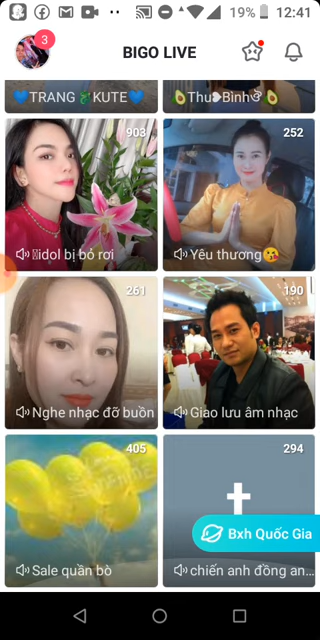 19% 12:41
3
BIGO LIVE
💙TRANG🐉KUTE💙
🥑Thu❥Bình🥑
903
idol bị bỏ rơi
252
Yêu thương😘
261
Nghe nhạc đỡ buồn
190
Giao lưu âm nhạc
405
Sale quần bò
294
Bxh Quốc Gia
chiến anh đồng an...